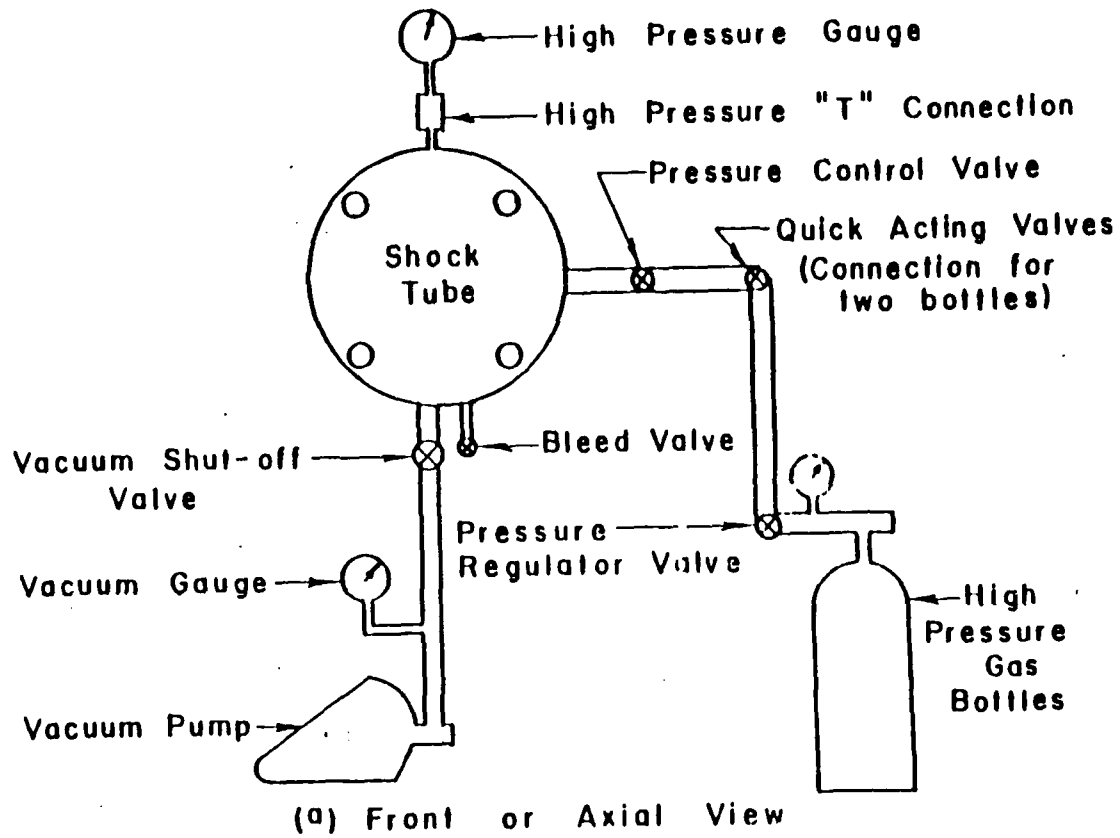 High Pressure Gauge
High Pressure "T" Connection
Pressure Control Valve
Quick Acting Valves
(Connection for
two bottles)
Shock
Tube
Bleed Valve
Vacuum Shut-off
Valve
Pressure
Regulator Valve
Vacuum Gauge
High
Pressure
Gas
Bottles
Vacuum Pump
(a) Front or Axial View